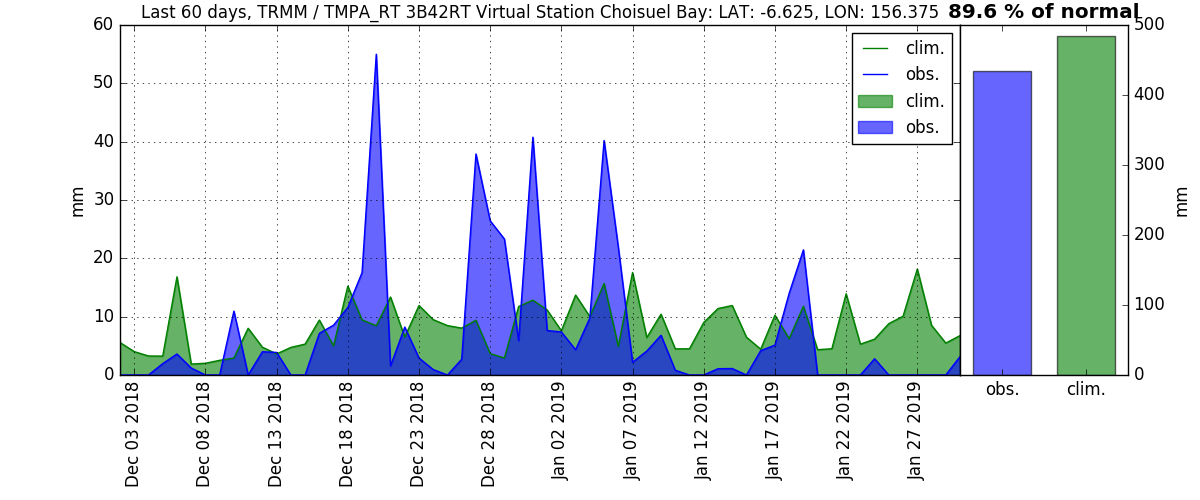 Last 60 days, TRMM / TMPA_RT 3B42RT Virtual Station Choisuel Bay: LAT: -6.625, LON: 156.375
89.6 % of normal
60
50
40
30
20
10
0
mm
clim.
obs.
clim.
obs.
Dec 03 2018
Dec 08 2018
Dec 13 2018
Dec 18 2018
Dec 23 2018
Dec 28 2018
Jan 02 2019
Jan 07 2019
Jan 12 2019
Jan 17 2019
Jan 22 2019
Jan 27 2019
500
400
300
200
100
0
mm
obs.
clim.